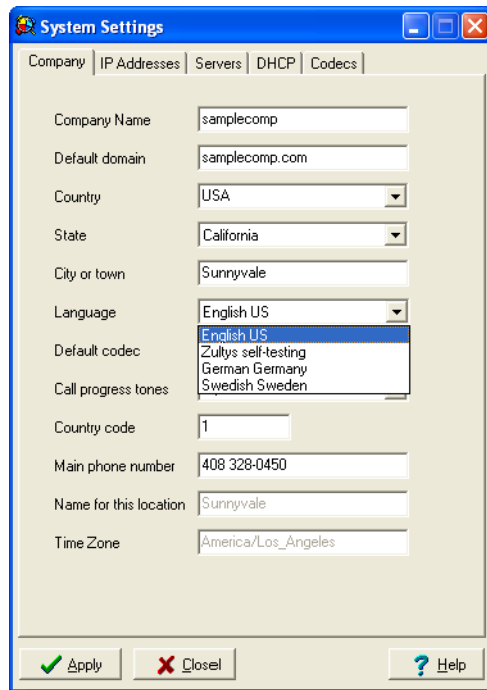 System Settings
Company IP Addresses Servers DHCP Codecs
Company Name samplecomp
Default domain samplecomp.com
Country USA
State California
City or town Sunnyvale
Language English US
English US
Default codec
Zultys self-testing
German Germany
Call progress tones
Swedish Sweden
Country code 1
Main phone number 408 328-0450
Name for this location Sunnyvale
Time Zone America/Los_Angeles
Apply Closel Help